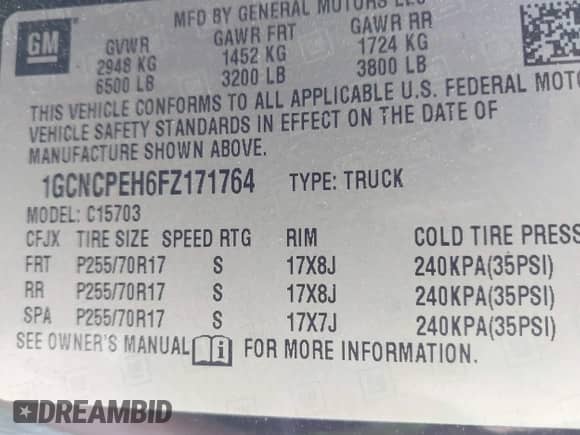 MFD BY GENERAL MOTORS LLC
GM GVWR GAWR FRT GAWR RR
2948 KG 1452 KG 1724 KG
6500 LB 3200 LB 3800 LB
THIS VEHICLE CONFORMS TO ALL APPLICABLE U.S. FEDERAL MOTO
VEHICLE SAFETY STANDARDS IN EFFECT ON THE DATE OF
MANUFACTURE SHOWN ABOVE.
1GCNCPEH6FZ171764 TYPE: TRUCK
MODEL: C15703
CFJX TIRE SIZE SPEED RTG RIM COLD TIRE PRESS
FRT P255/70R17 S 17X8J 240KPA(35PSI)
RR P255/70R17 S 17X8J 240KPA(35PSI)
SPA P255/70R17 S 17X7J 240KPA(35PSI)
SEE OWNER'S MANUAL i FOR MORE INFORMATION.
DREAMBID